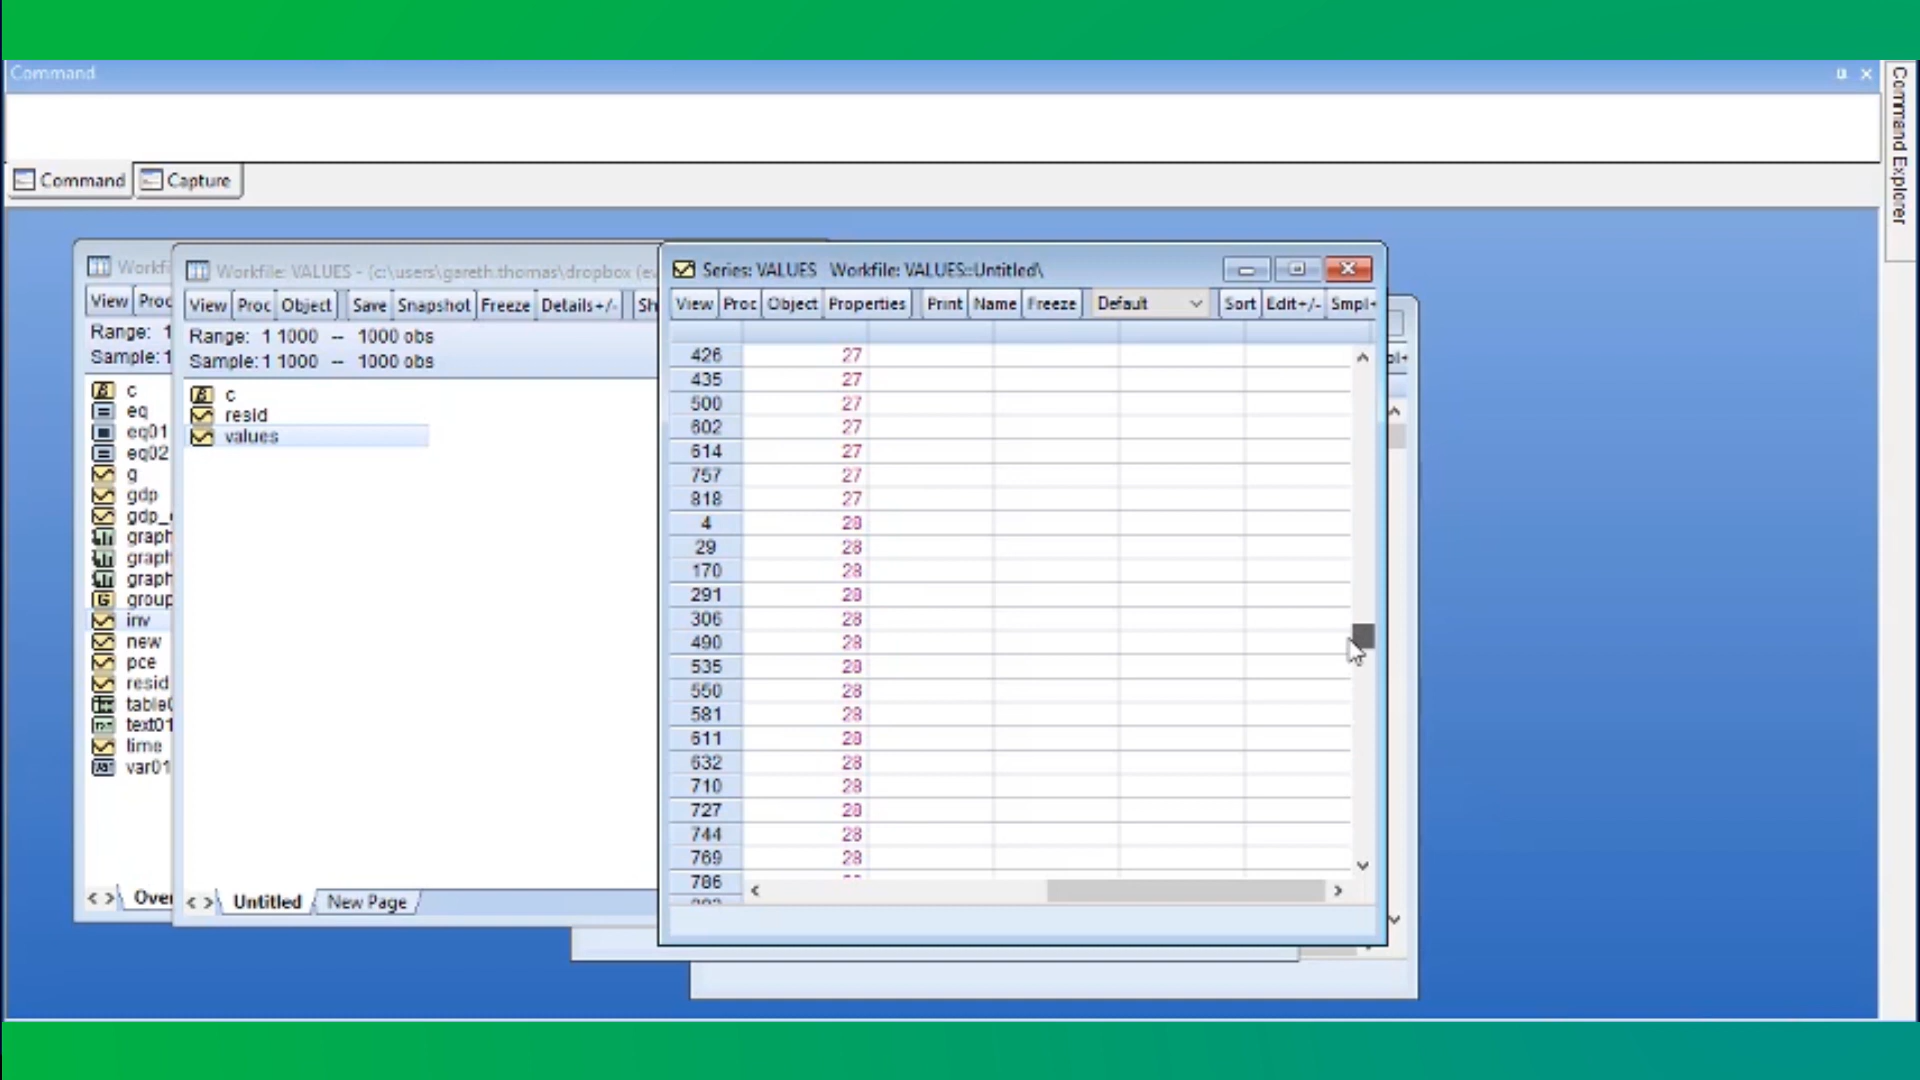 Command
Command Explorer
Command
Capture
Workfi
View Proc
Range: 1
Sample: 1
c
eq
eq01
eq02
g
gdp
gdp_
graph
graph
graph
group
inv
new
pce
resid
table0
text01
time
var01
Over
Workfile: VALUES - (c:\users\gareth.thomas\dropbox (ev
View Proc Object Save Snapshot Freeze Details+/- Sh
Range: 1 1000 -- 1000 obs
Sample: 1 1000 -- 1000 obs
c
resid
values
Untitled New Page
Series: VALUES Workfile: VALUES::Untitled\
View Proc Object Properties Print Name Freeze Default Sort Edit+/- Smpl+
426 27
435 27
500 27
602 27
614 27
757 27
818 27
4 28
29 28
170 28
291 28
306 28
490 28
535 28
550 28
581 28
611 28
632 28
710 28
727 28
744 28
769 28
786
pl+